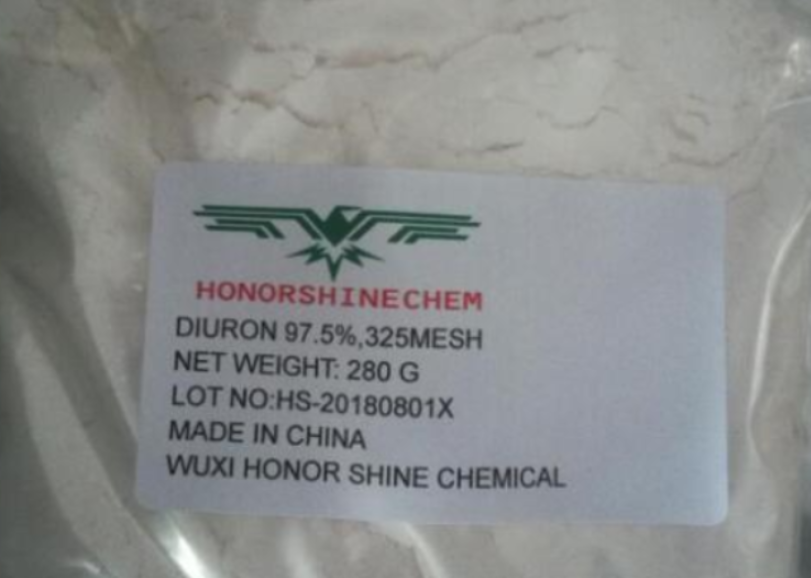 HONORSHINECHEM
DIURON 97.5%,325MESH
NET WEIGHT: 280 G
LOT NO:HS-20180801X
MADE IN CHINA
WUXI HONOR SHINE CHEMICAL